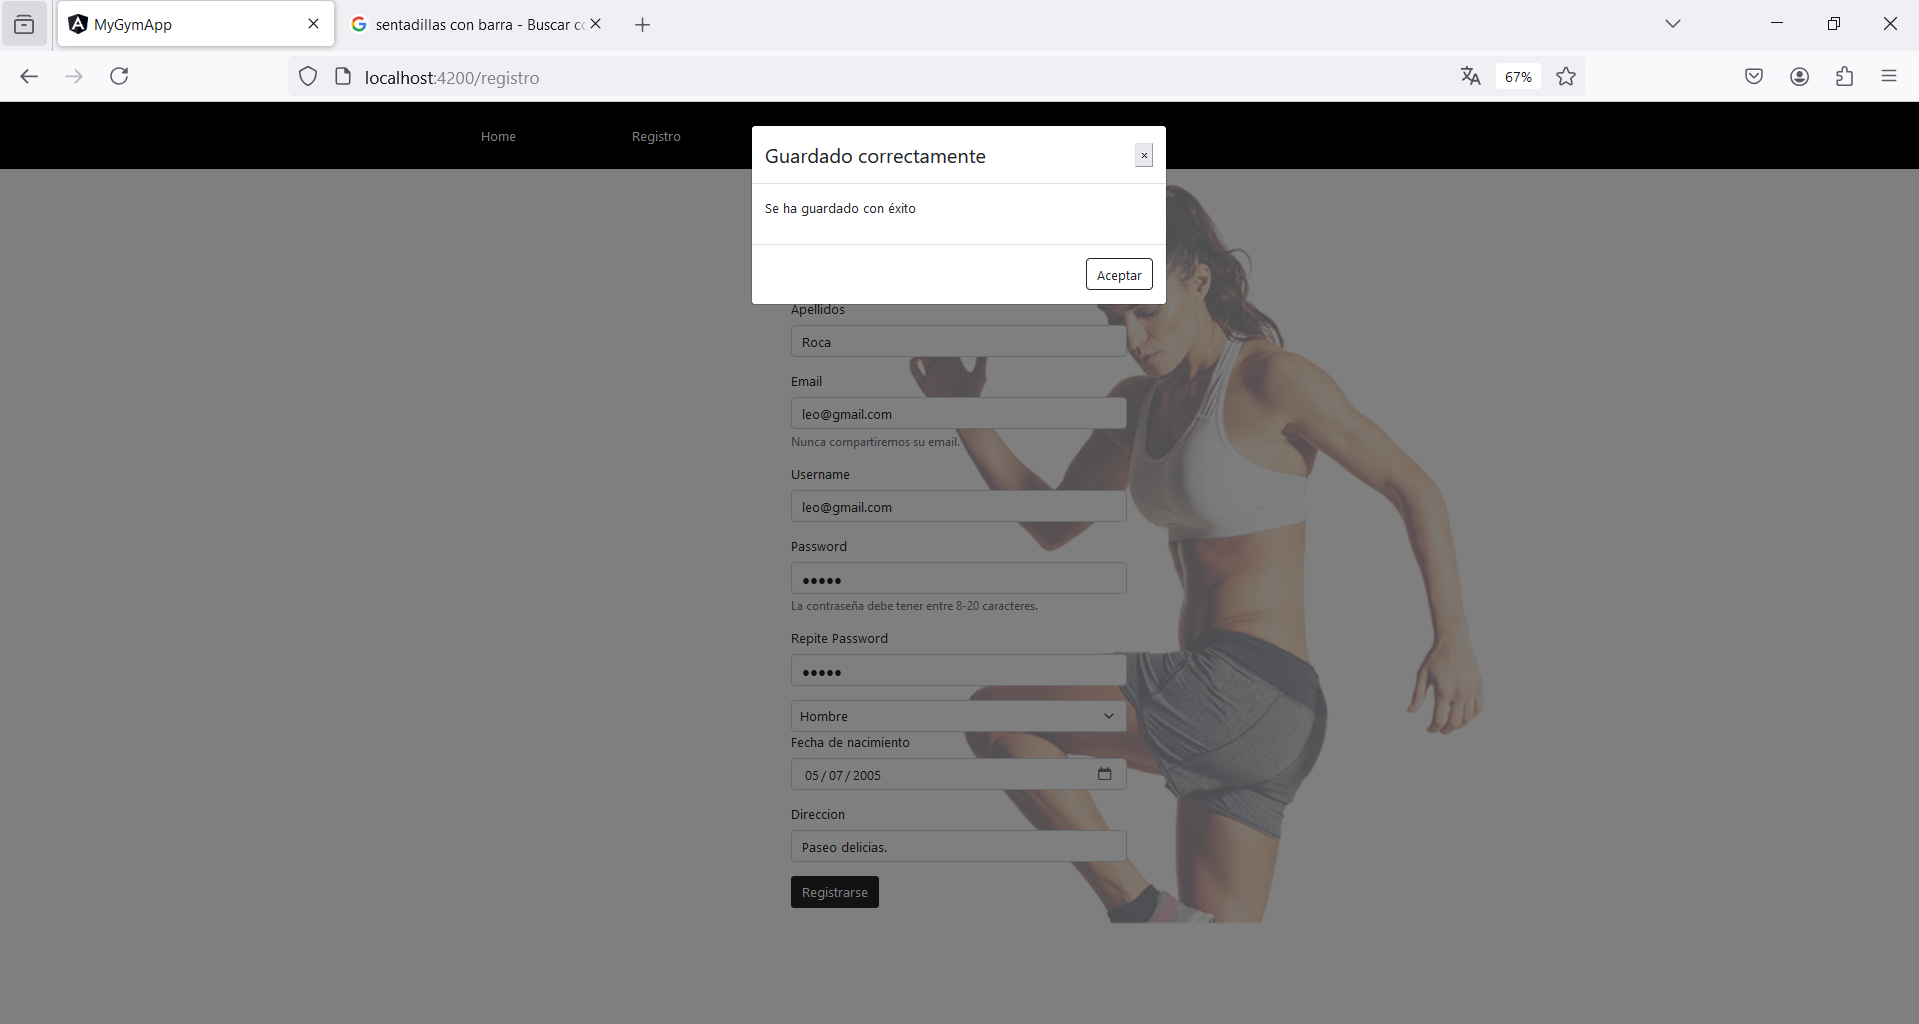 MyGymApp
sentadillas con barra - Buscar co
localhost:4200/registro
67%
Home
Registro
Guardado correctamente
×
Se ha guardado con éxito
Aceptar
Apellidos
Roca
Email
leo@gmail.com
Nunca compartiremos su email.
Username
leo@gmail.com
Password
●●●●●
La contraseña debe tener entre 8-20 caracteres.
Repite Password
●●●●●
Hombre
Fecha de nacimiento
05/07/2005
Direccion
Paseo delicias.
Registrarse